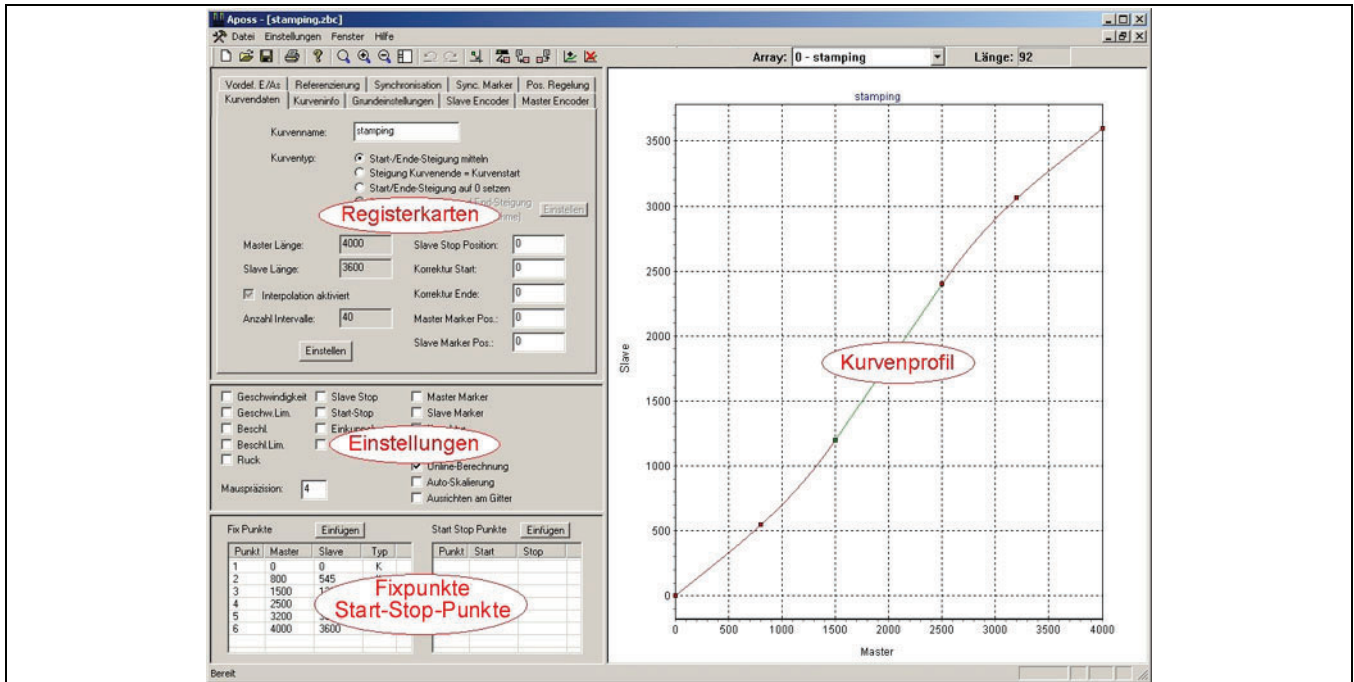 Aposs - [stamping.zbc]
Datei Einstellungen Fenster Hilfe
Array: 0 - stamping Länge: 92
Vordef. E/As Referenzierung Synchronisation Sync. Marker Pos. Regelung
Kurvendaten Kurveninfo Grundeinstellungen Slave Encoder Master Encoder
Kurvenname: stamping
Kurventyp: Start-/Ende-Steigung mitteln
Steigung Kurvenende = Kurvenstart
Start/Ende-Steigung auf 0 setzen
End-Steigung
Einstellen
Registerkarten
Master Länge: 4000 Slave Stop Position: 0
Slave Länge: 3600 Korrektur Start: 0
Interpolation aktiviert Korrektur Ende: 0
Anzahl Intervalle: 40 Master Marker Pos.: 0
Slave Marker Pos.: 0
Einstellen
Geschwindigkeit Slave Stop Master Marker
Geschw.Lim. Start-Stop Slave Marker
Beschl.
Beschl.Lim.
Einstellungen
Ruck Online-Berechnung
Auto-Skalierung
Mauspräzision: 4 Ausrichten am Gitter
Fix Punkte Einfügen Start Stop Punkte Einfügen
Punkt Master Slave Typ Punkt Start Stop
1 0 0 K
2 800 545
3 1500
4 2500
5 3200
6 4000 3600
Fixpunkte
Start-Stop-Punkte
Bereit
stamping
3500
3000
2500
2000
1500
1000
500
0
Slave
Kurvenprofil
0 500 1000 1500 2000 2500 3000 3500 4000
Master